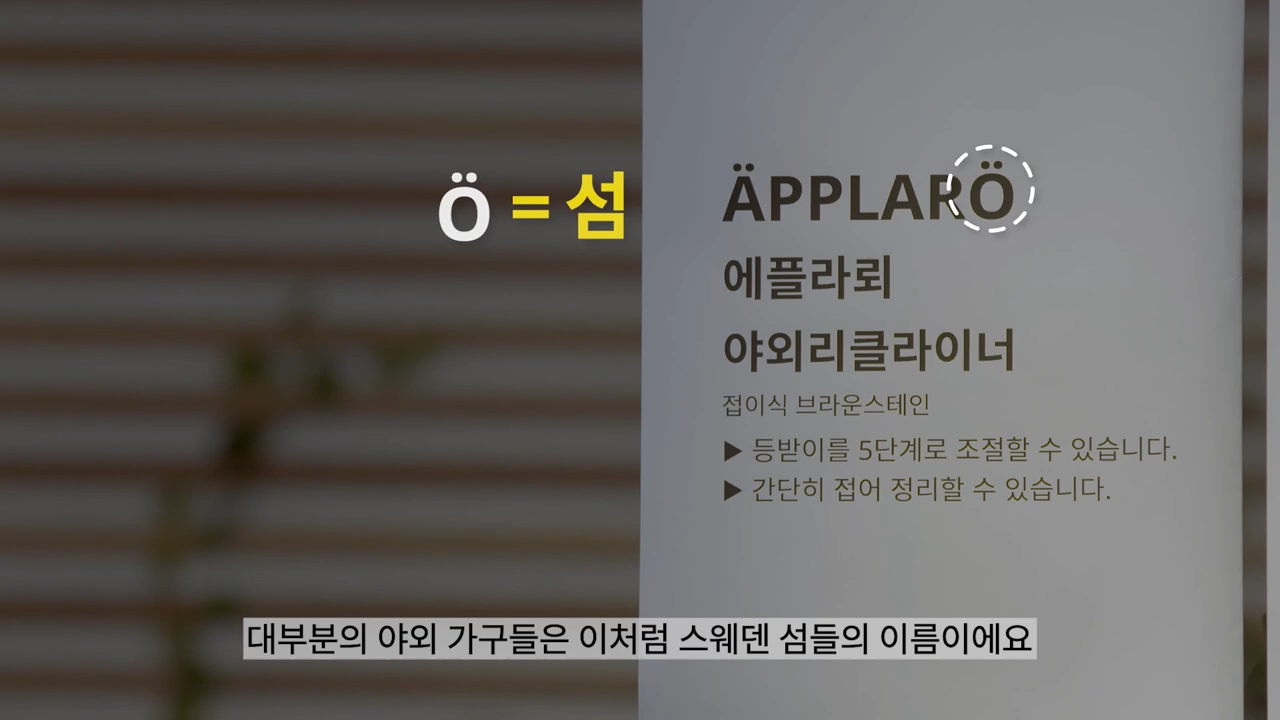 Ö = 섬
ÄPPLARÖ
에플라뢰
야외리클라이너
접이식 브라운스테인
▶ 등받이를 5단계로 조절할 수 있습니다.
▶ 간단히 접어 정리할 수 있습니다.
대부분의 야외 가구들은 이처럼 스웨덴 섬들의 이름이에요